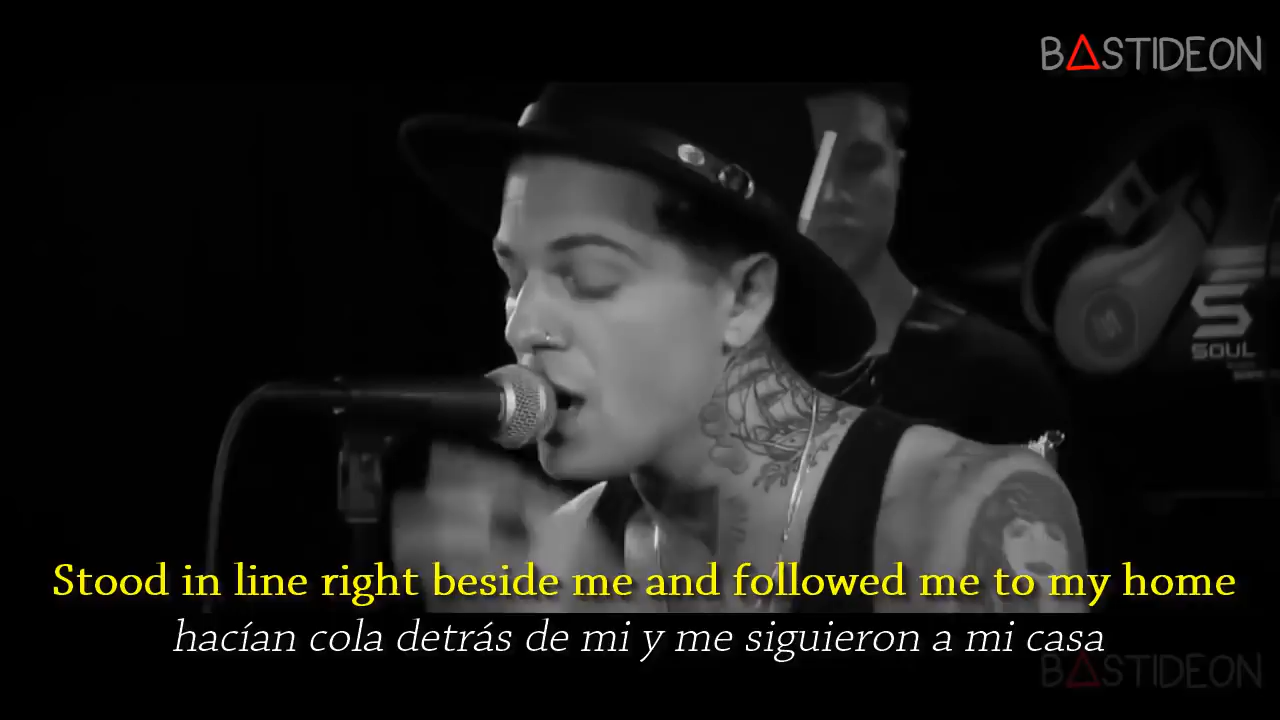 BASTIDEON
S
SOUL
Stood in line right beside me and followed me to my home
hacían cola detrás de mi y me siguieron a mi casa
BASTIDEON